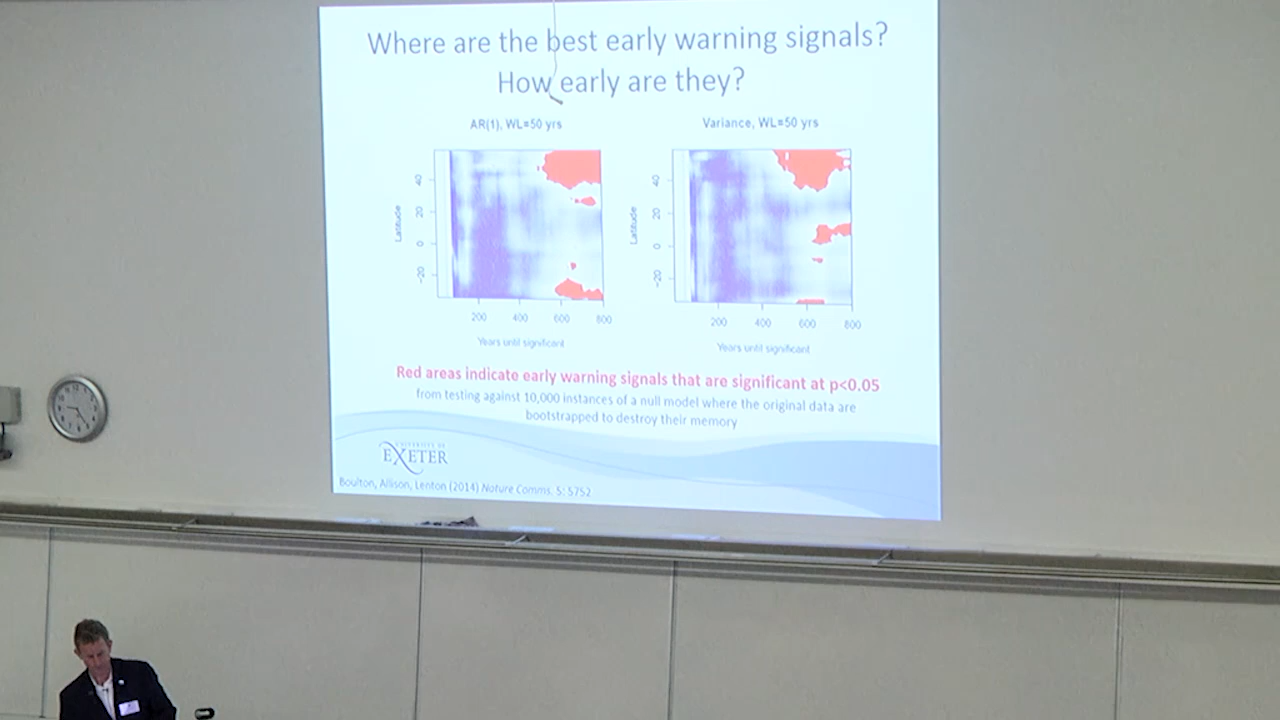 Where are the best early warning signals?
How early are they?
AR(1), WL=50 yrs
Variance, WL=50 yrs
Latitude
40
20
0
-20
200 400 600 800
Years until significant
Latitude
40
20
0
-20
200 400 600 800
Years until significant
Red areas indicate early warning signals that are significant at p<0.05
from testing against 10,000 instances of a null model where the original data are
bootstrapped to destroy their memory
UNIVERSITY OF
EXETER
Boulton, Allison, Lenton (2014) Nature Comms. 5: 5752